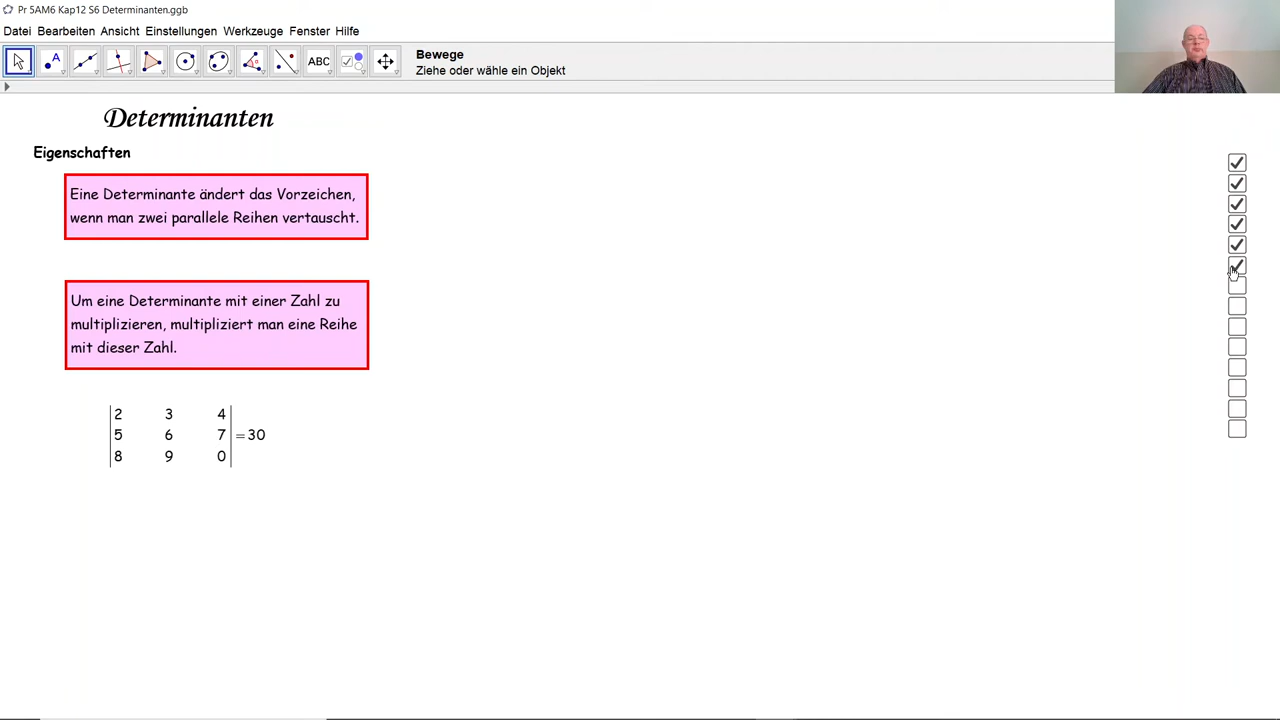 Pr 5AM6 Kap12 S6 Determinanten.ggb
Datei Bearbeiten Ansicht Einstellungen Werkzeuge Fenster Hilfe
A
ABC
Bewege
Ziehe oder wähle ein Objekt
Determinanten
Eigenschaften
Eine Determinante ändert das Vorzeichen,
wenn man zwei parallele Reihen vertauscht.
Um eine Determinante mit einer Zahl zu
multiplizieren, multipliziert man eine Reihe
mit dieser Zahl.
2 3 4
5 6 7 = 30
8 9 0